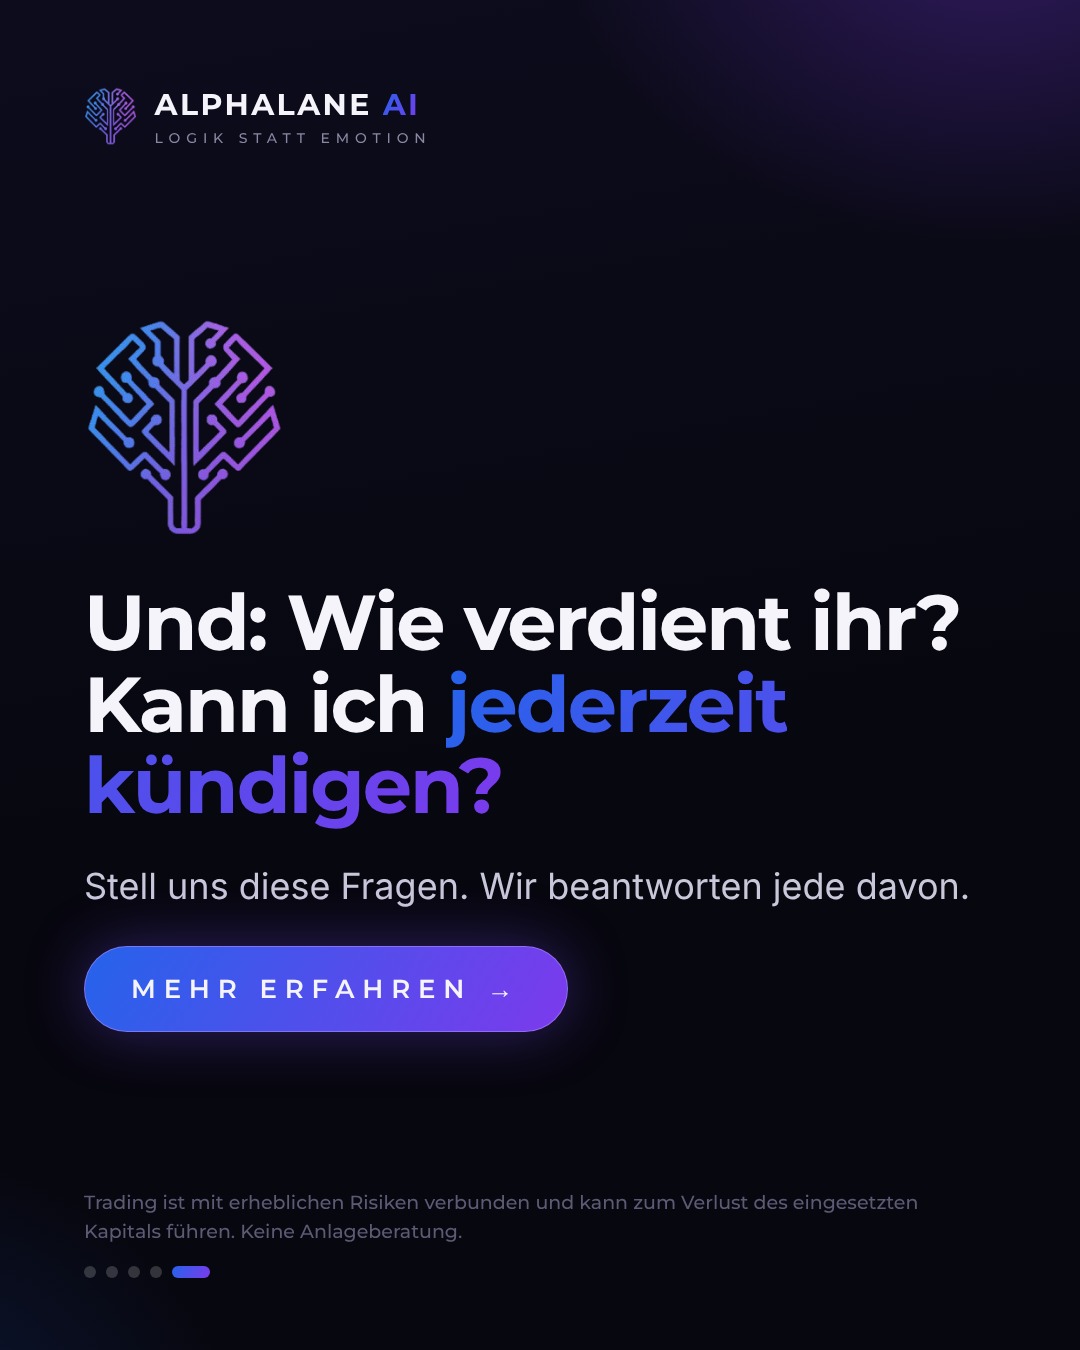 ALPHALANE AI
LOGIK STATT EMOTION
Und: Wie verdient ihr?
Kann ich jederzeit
kündigen?
Stell uns diese Fragen. Wir beantworten jede davon.
MEHR ERFAHREN →
Trading ist mit erheblichen Risiken verbunden und kann zum Verlust des eingesetzten
Kapitals führen. Keine Anlageberatung.